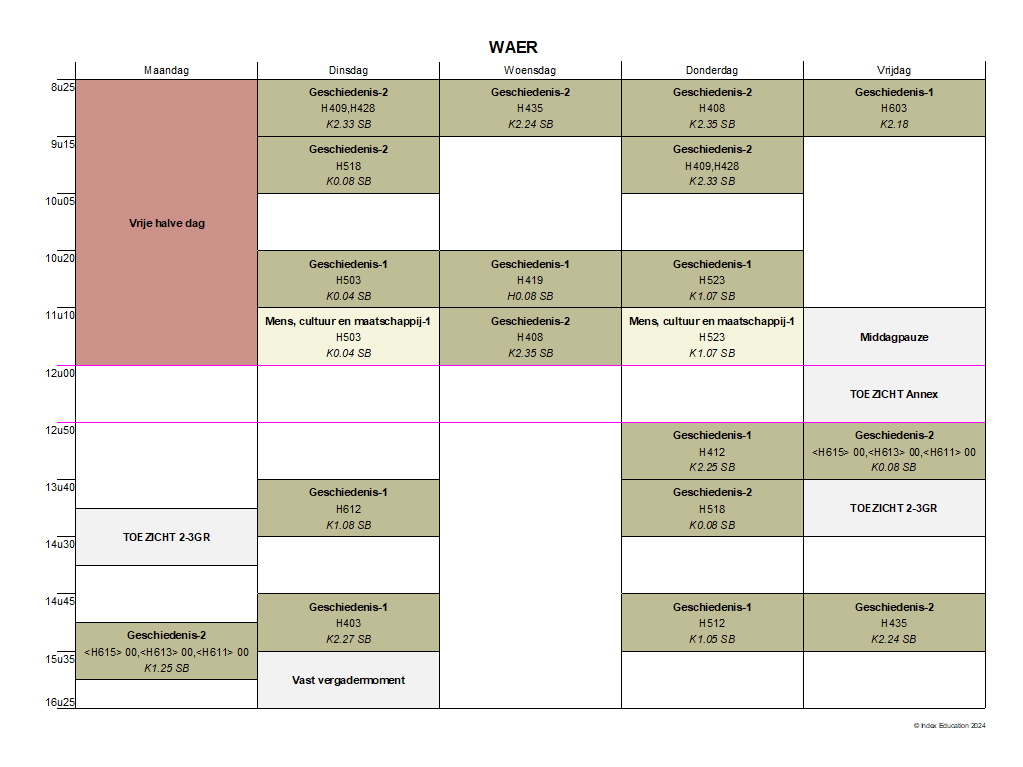 WAER
Maandag Dinsdag Woensdag Donderdag Vrijdag
8u25
Vrije halve dag
Geschiedenis-2
H409,H428
K2.33 SB
Geschiedenis-2
H435
K2.24 SB
Geschiedenis-2
H408
K2.35 SB
Geschiedenis-1
H603
K2.18
9u15
Geschiedenis-2
H518
K0.08 SB
Geschiedenis-2
H409,H428
K2.33 SB
10u05
10u20
Geschiedenis-1
H503
K0.04 SB
Geschiedenis-1
H419
H0.08 SB
Geschiedenis-1
H523
K1.07 SB
11u10
Mens, cultuur en maatschappij-1
H503
K0.04 SB
Geschiedenis-2
H408
K2.35 SB
Mens, cultuur en maatschappij-1
H523
K1.07 SB
Middagpauze
12u00
TOEZICHT Annex
12u50
Geschiedenis-1
H412
K2.25 SB
Geschiedenis-2
<H615> 00,<H613> 00,<H611> 00
K0.08 SB
13u40
TOEZICHT 2-3GR
Geschiedenis-1
H612
K1.08 SB
Geschiedenis-2
H518
K0.08 SB
TOEZICHT 2-3GR
14u30
14u45
Geschiedenis-2
<H615> 00,<H613> 00,<H611> 00
K1.25 SB
Geschiedenis-1
H403
K2.27 SB
Geschiedenis-1
H512
K1.05 SB
Geschiedenis-2
H435
K2.24 SB
15u35
Vast vergadermoment
16u25
© Index Education 2024